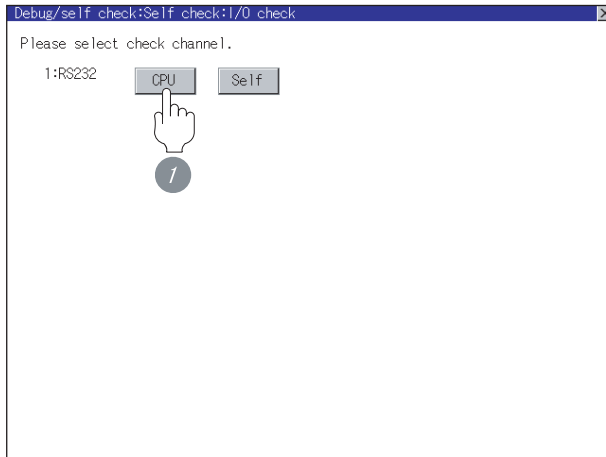 Debug/self check:Self check:I/O check
Please select check channel.
1:RS232 CPU Self
1